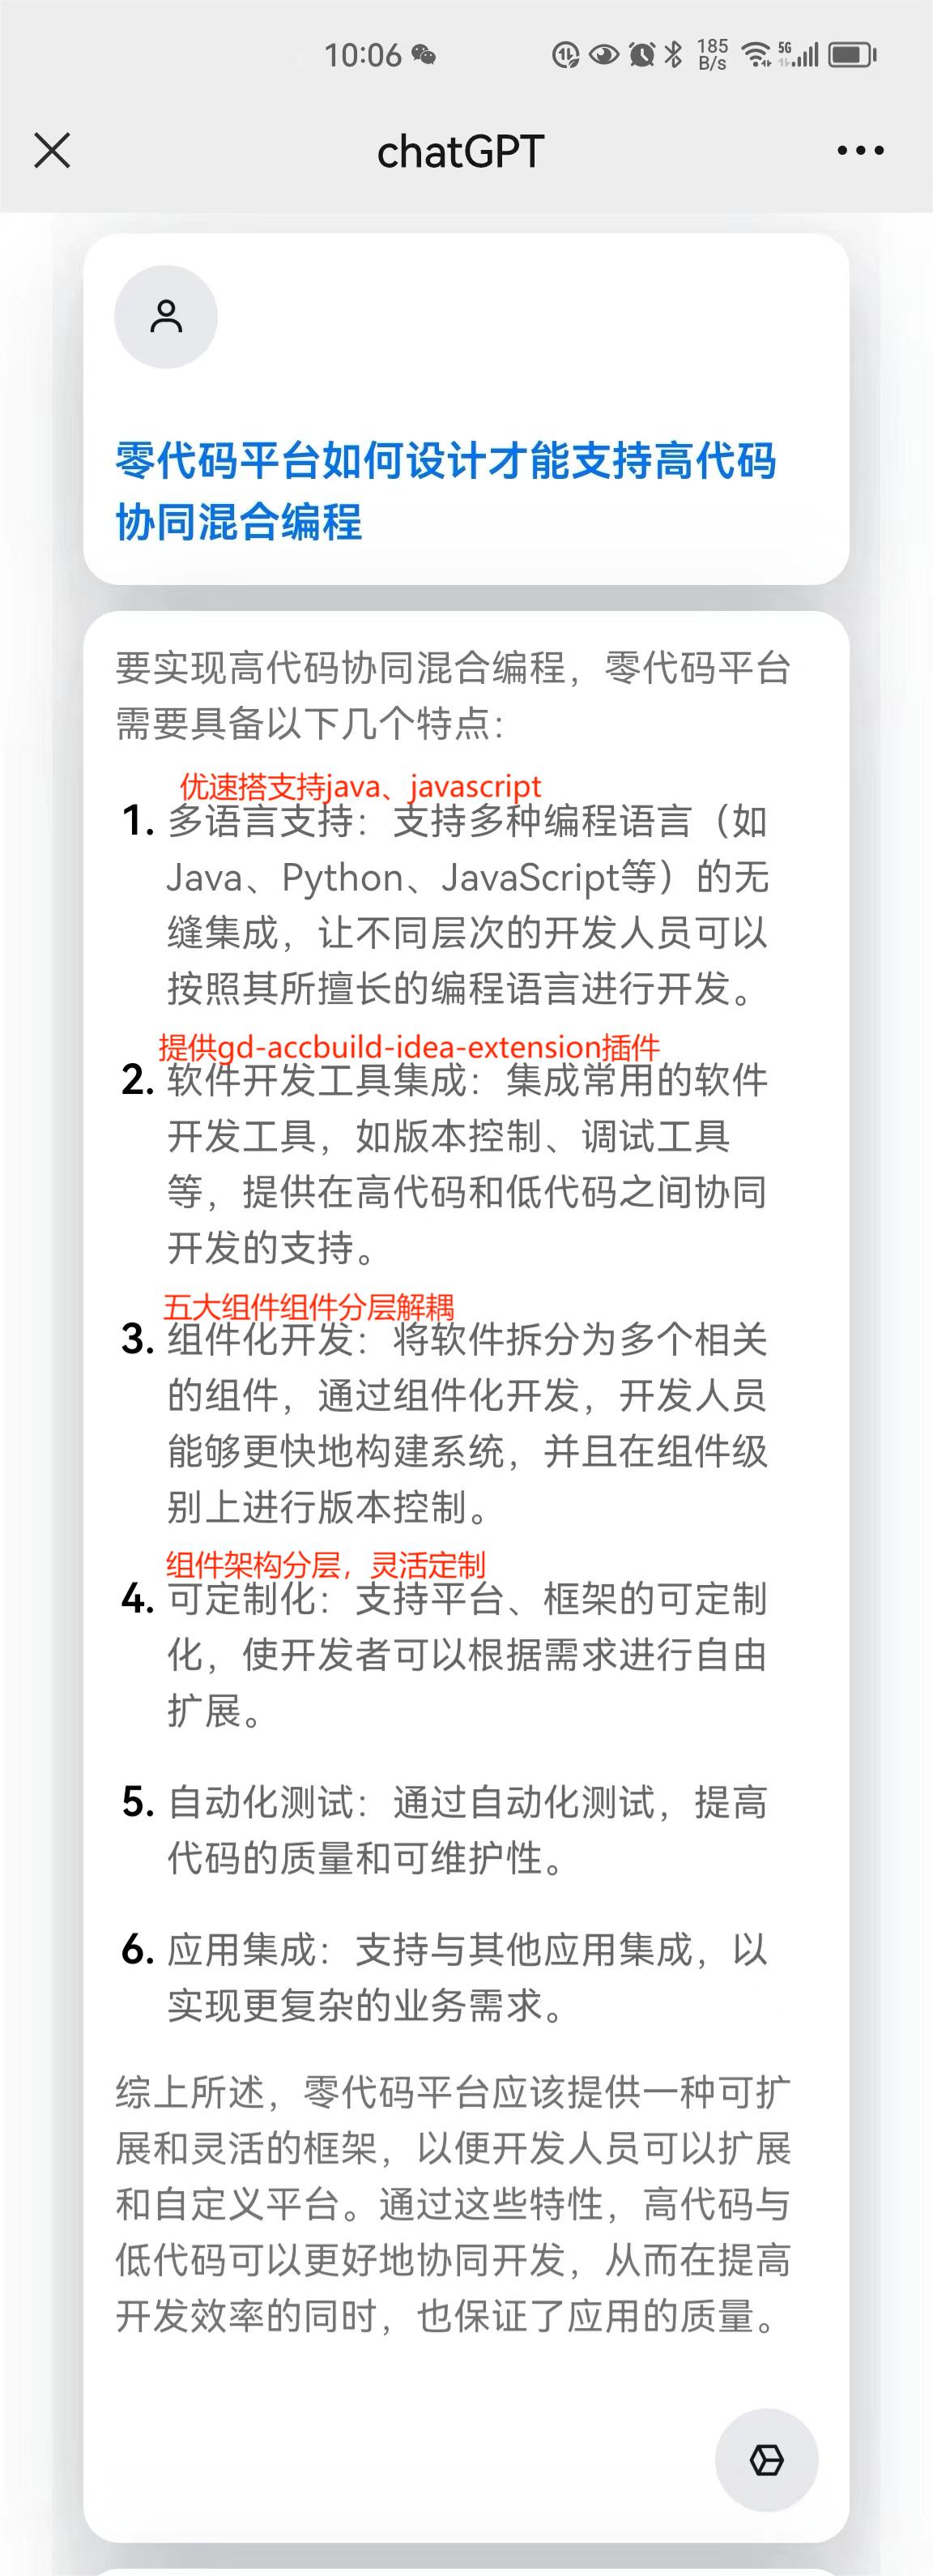 10:06
185
B/s
5G
chatGPT
零代码平台如何设计才能支持高代码
协同混合编程
要实现高代码协同混合编程，零代码平台
需要具备以下几个特点：
优速搭支持java、javascript
1. 多语言支持：支持多种编程语言（如
Java、Python、JavaScript等）的无
缝集成，让不同层次的开发人员可以
按照其所擅长的编程语言进行开发。
提供gd-accbuild-idea-extension插件
2. 软件开发工具集成：集成常用的软件
开发工具，如版本控制、调试工具
等，提供在高代码和低代码之间协同
开发的支持。
五大组件组件分层解耦
3. 组件化开发：将软件拆分为多个相关
的组件，通过组件化开发，开发人员
能够更快地构建系统，并且在组件级
别上进行版本控制。
组件架构分层，灵活定制
4. 可定制化：支持平台、框架的可定制
化，使开发者可以根据需求进行自由
扩展。
5. 自动化测试：通过自动化测试，提高
代码的质量和可维护性。
6. 应用集成：支持与其他应用集成，以
实现更复杂的业务需求。
综上所述，零代码平台应该提供一种可扩
展和灵活的框架，以便开发人员可以扩展
和自定义平台。通过这些特性，高代码与
低代码可以更好地协同开发，从而在提高
开发效率的同时，也保证了应用的质量。